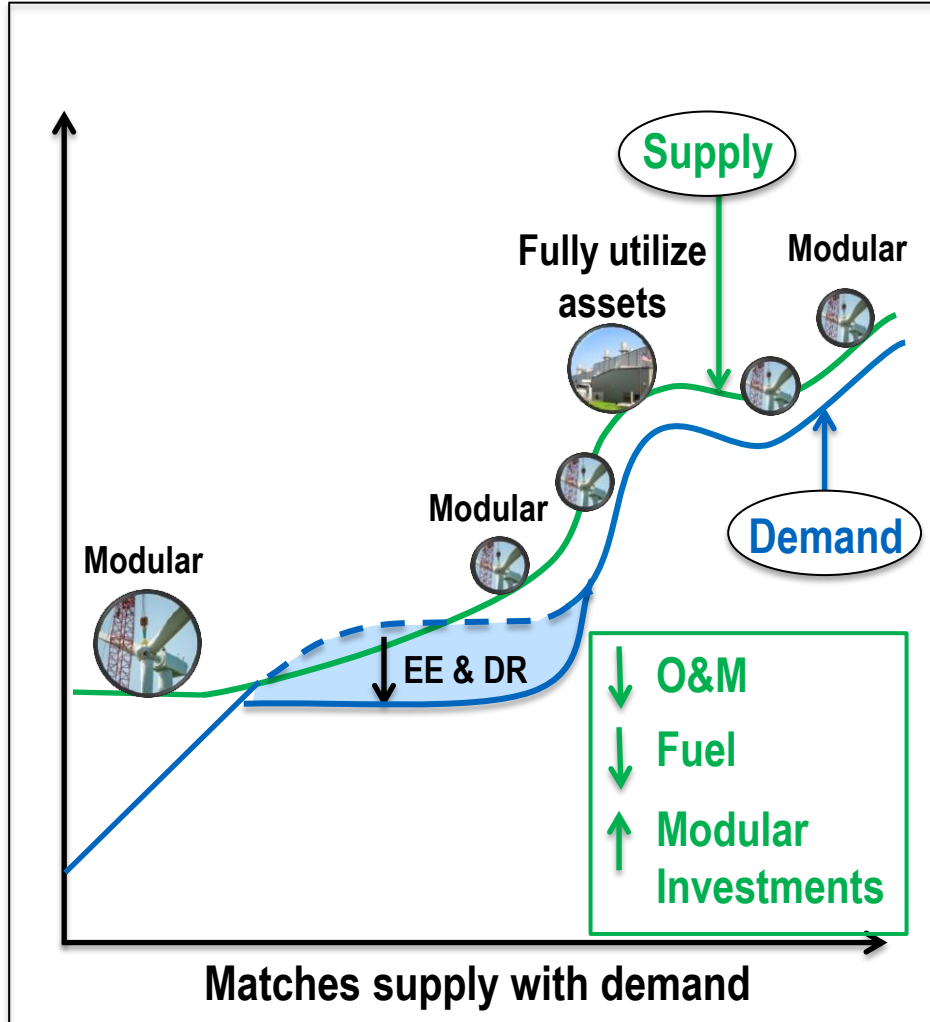 Supply
Fully utilize
assets
Modular
Modular
Modular
Demand
EE & DR
O&M
Fuel
Modular
Investments
Matches supply with demand